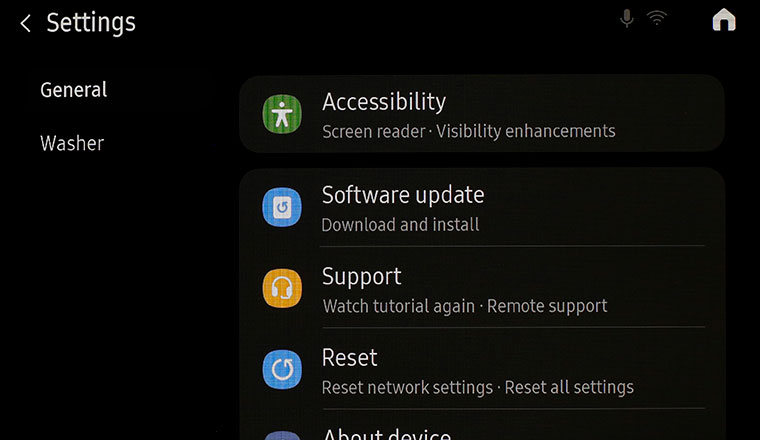 Settings
General
Washer
Accessibility
Screen reader · Visibility enhancements
Software update
Download and install
Support
Watch tutorial again · Remote support
Reset
Reset network settings · Reset all settings
About device